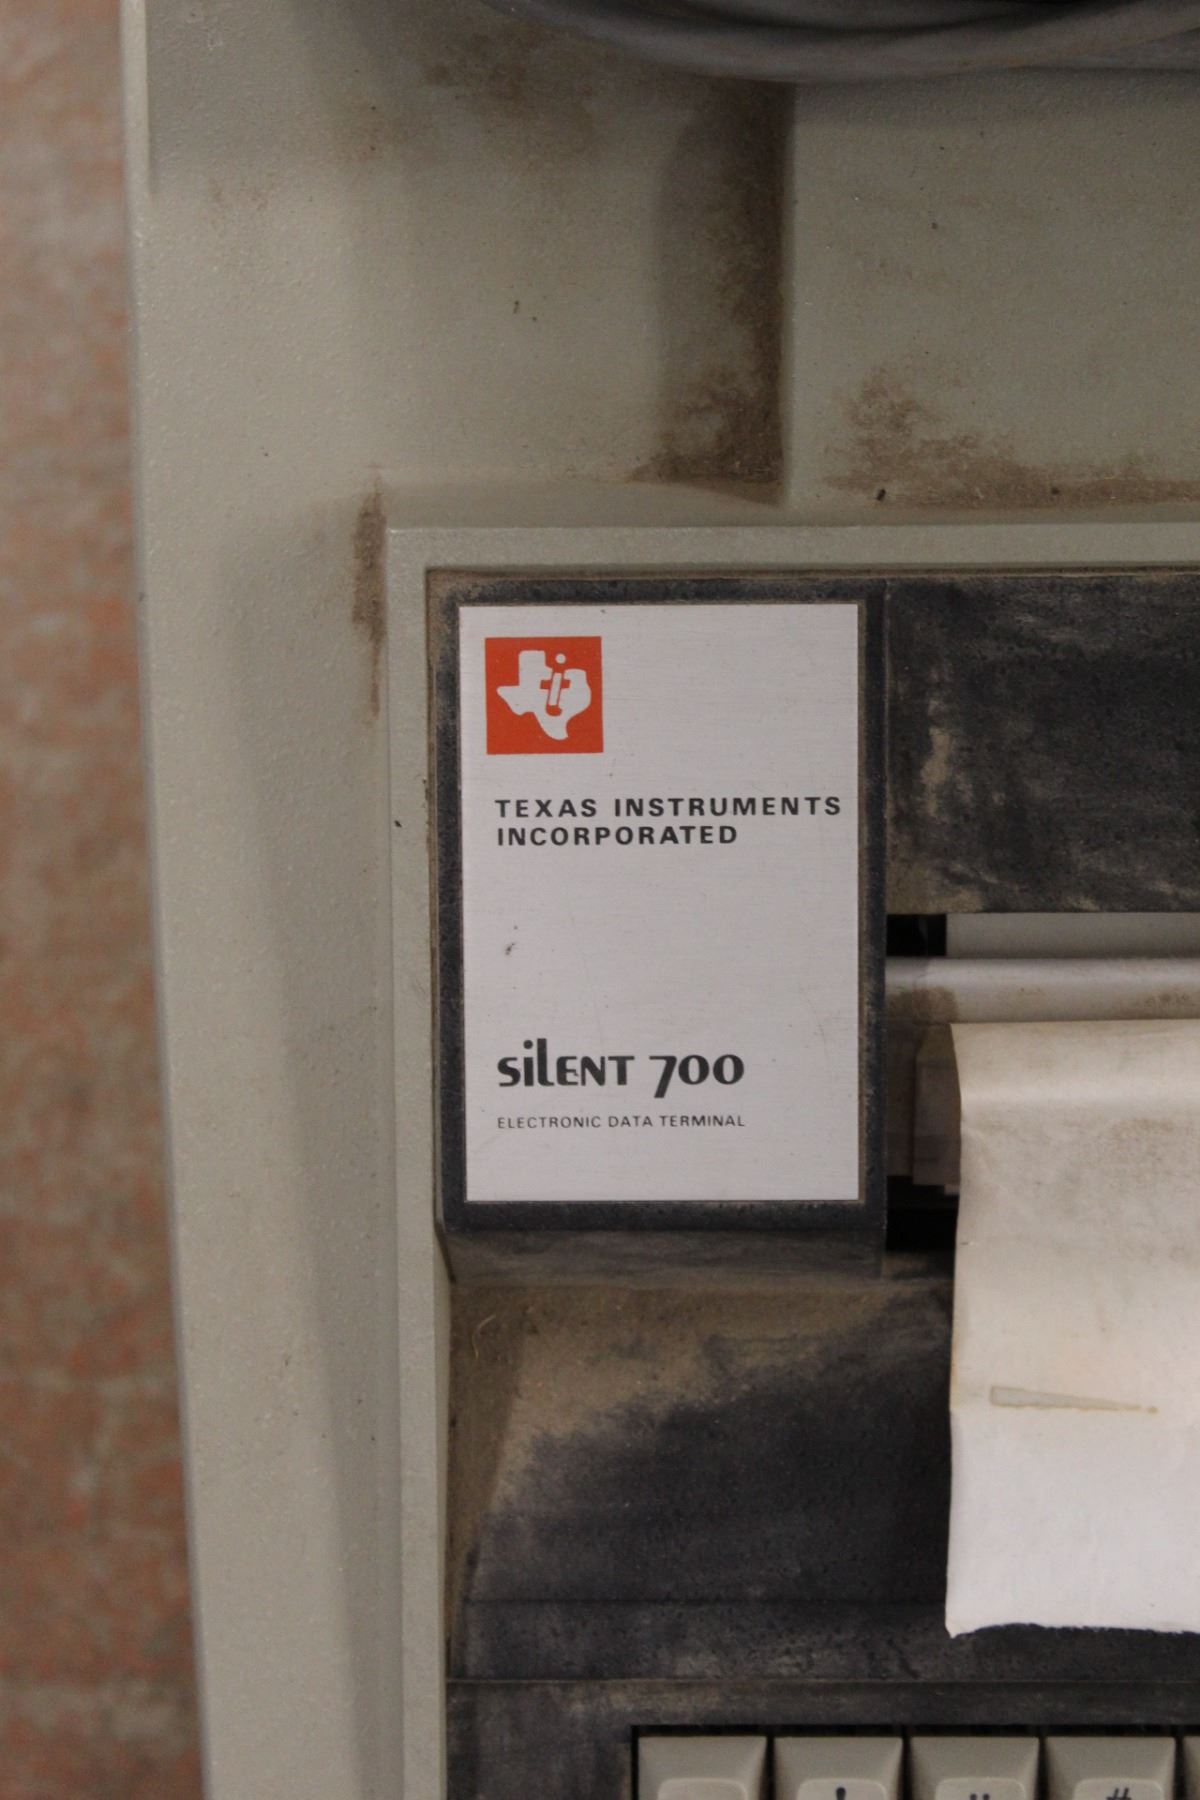 TEXAS INSTRUMENTS
INCORPORATED
silent 700
ELECTRONIC DATA TERMINAL
! " #